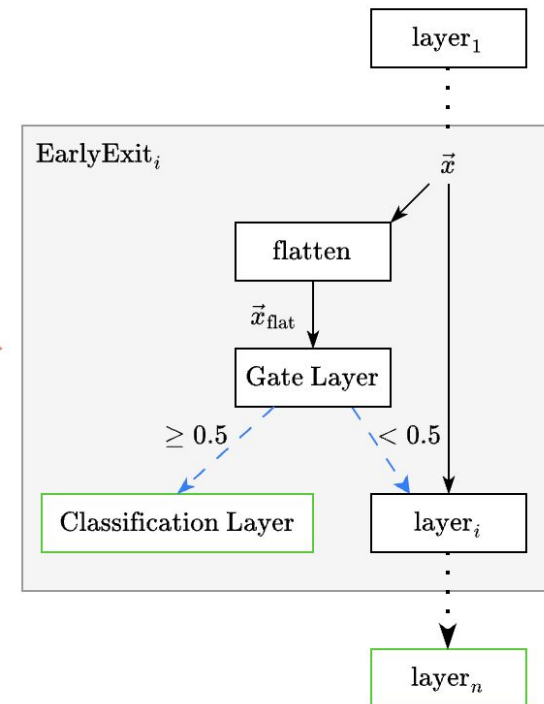 layer₁
EarlyExitᵢ
x⃗
flatten
x⃗_flat
Gate Layer
≥ 0.5
< 0.5
Classification Layer
layerᵢ
layerₙ